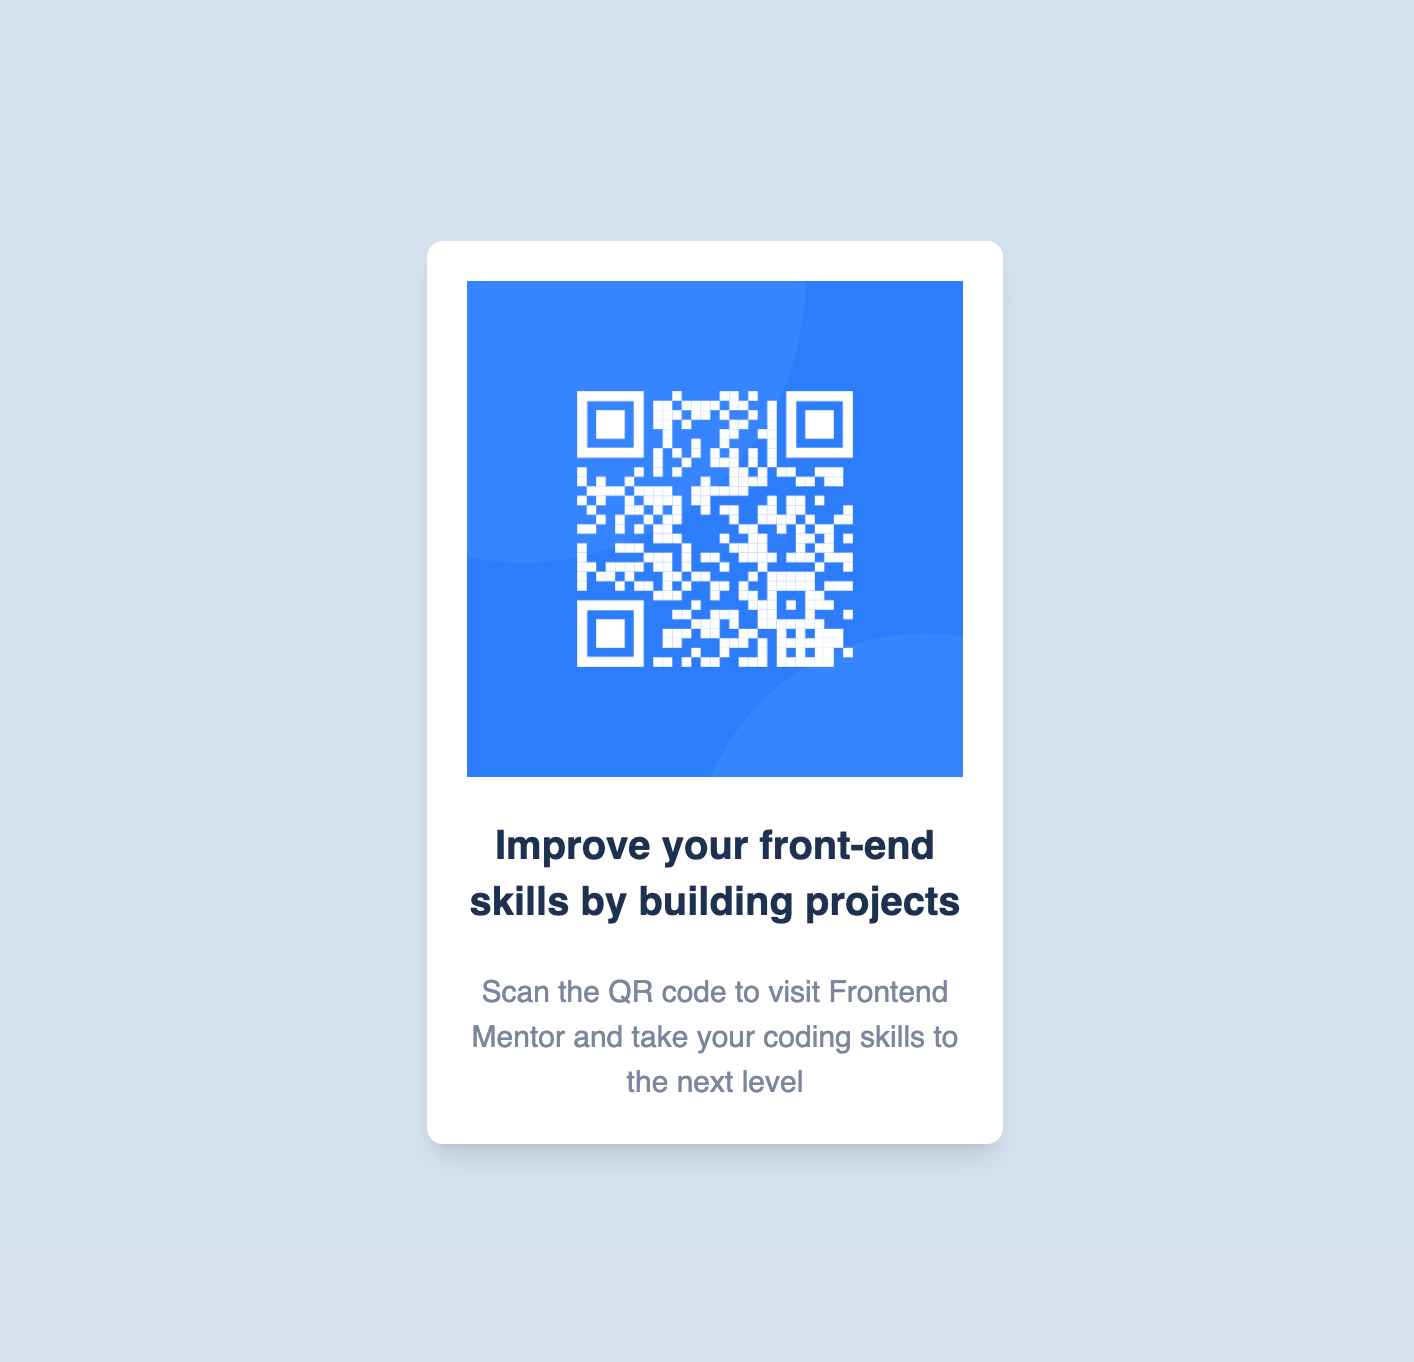 Improve your front-end
skills by building projects
Scan the QR code to visit Frontend
Mentor and take your coding skills to
the next level